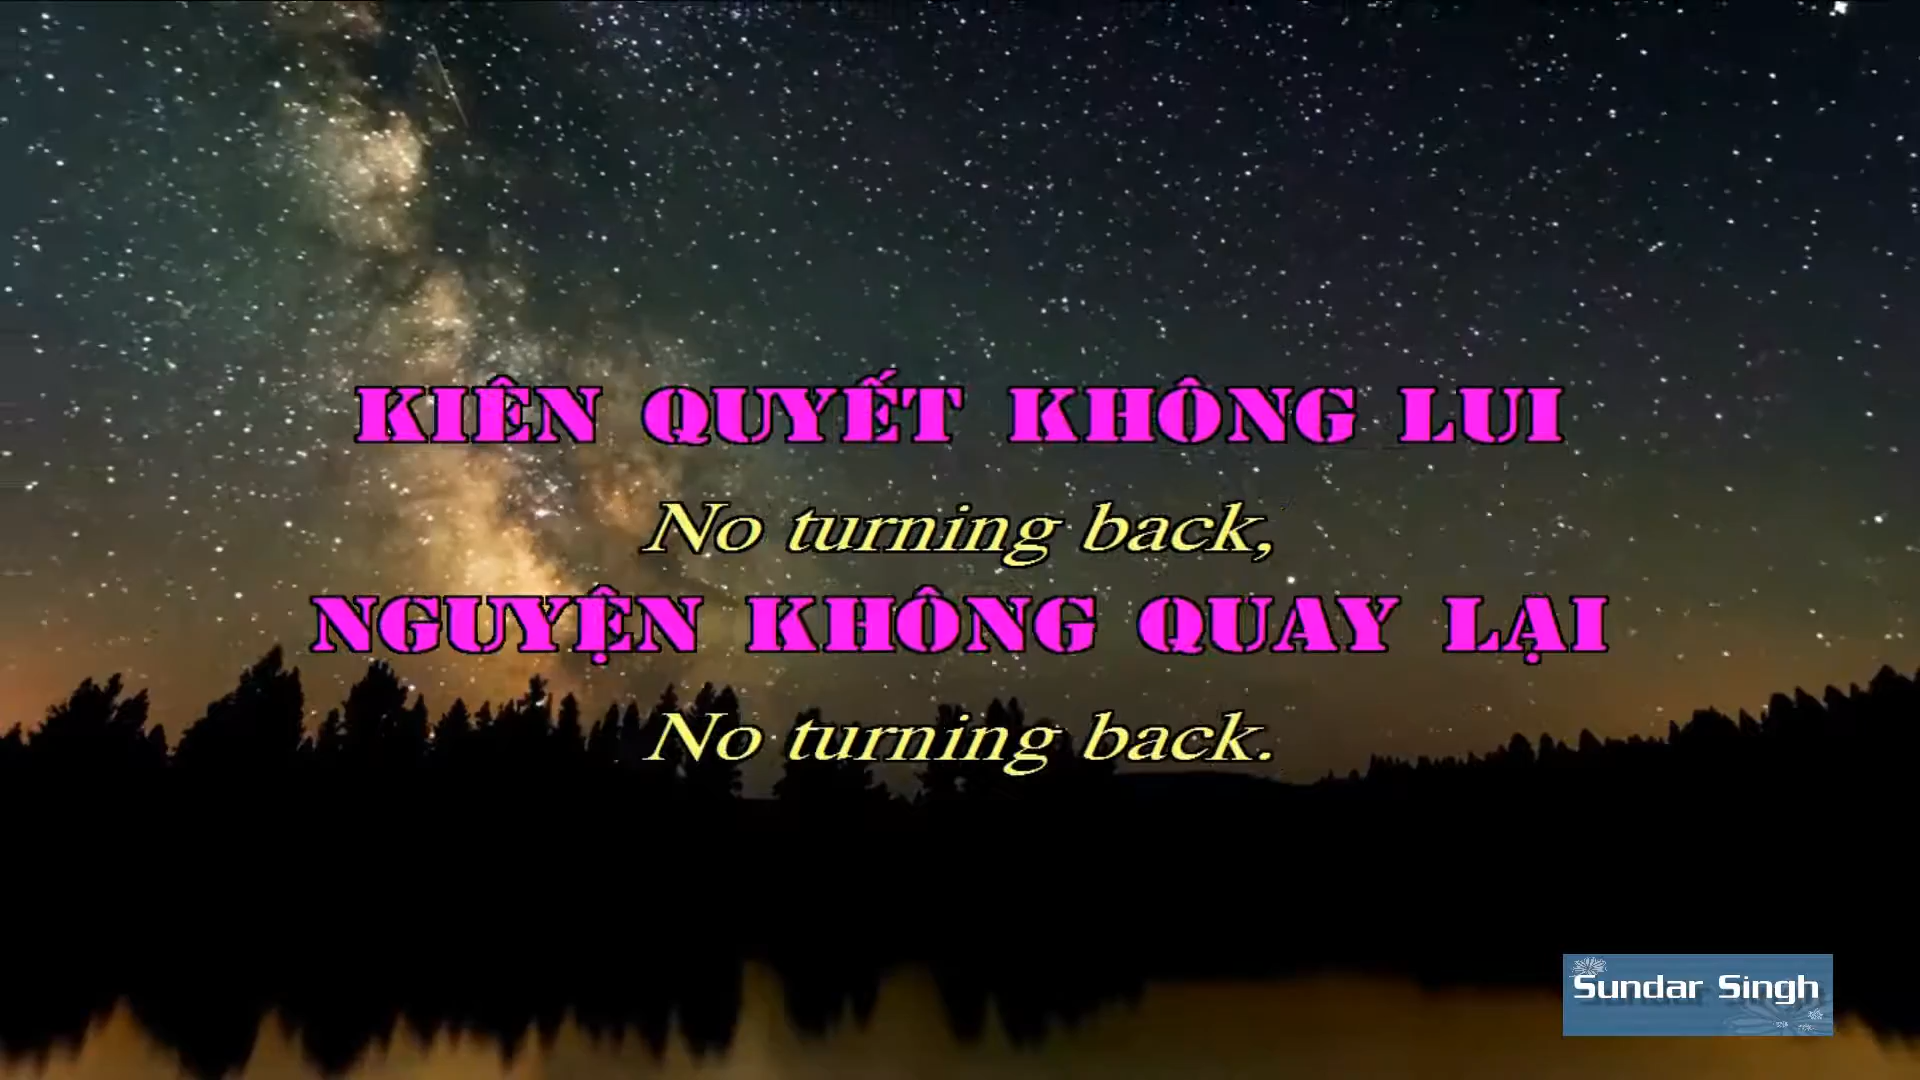 KIÊN QUYẾT KHÔNG LUI
No turning back,
NGUYỆN KHÔNG QUAY LẠI
No turning back.
Sundar Singh